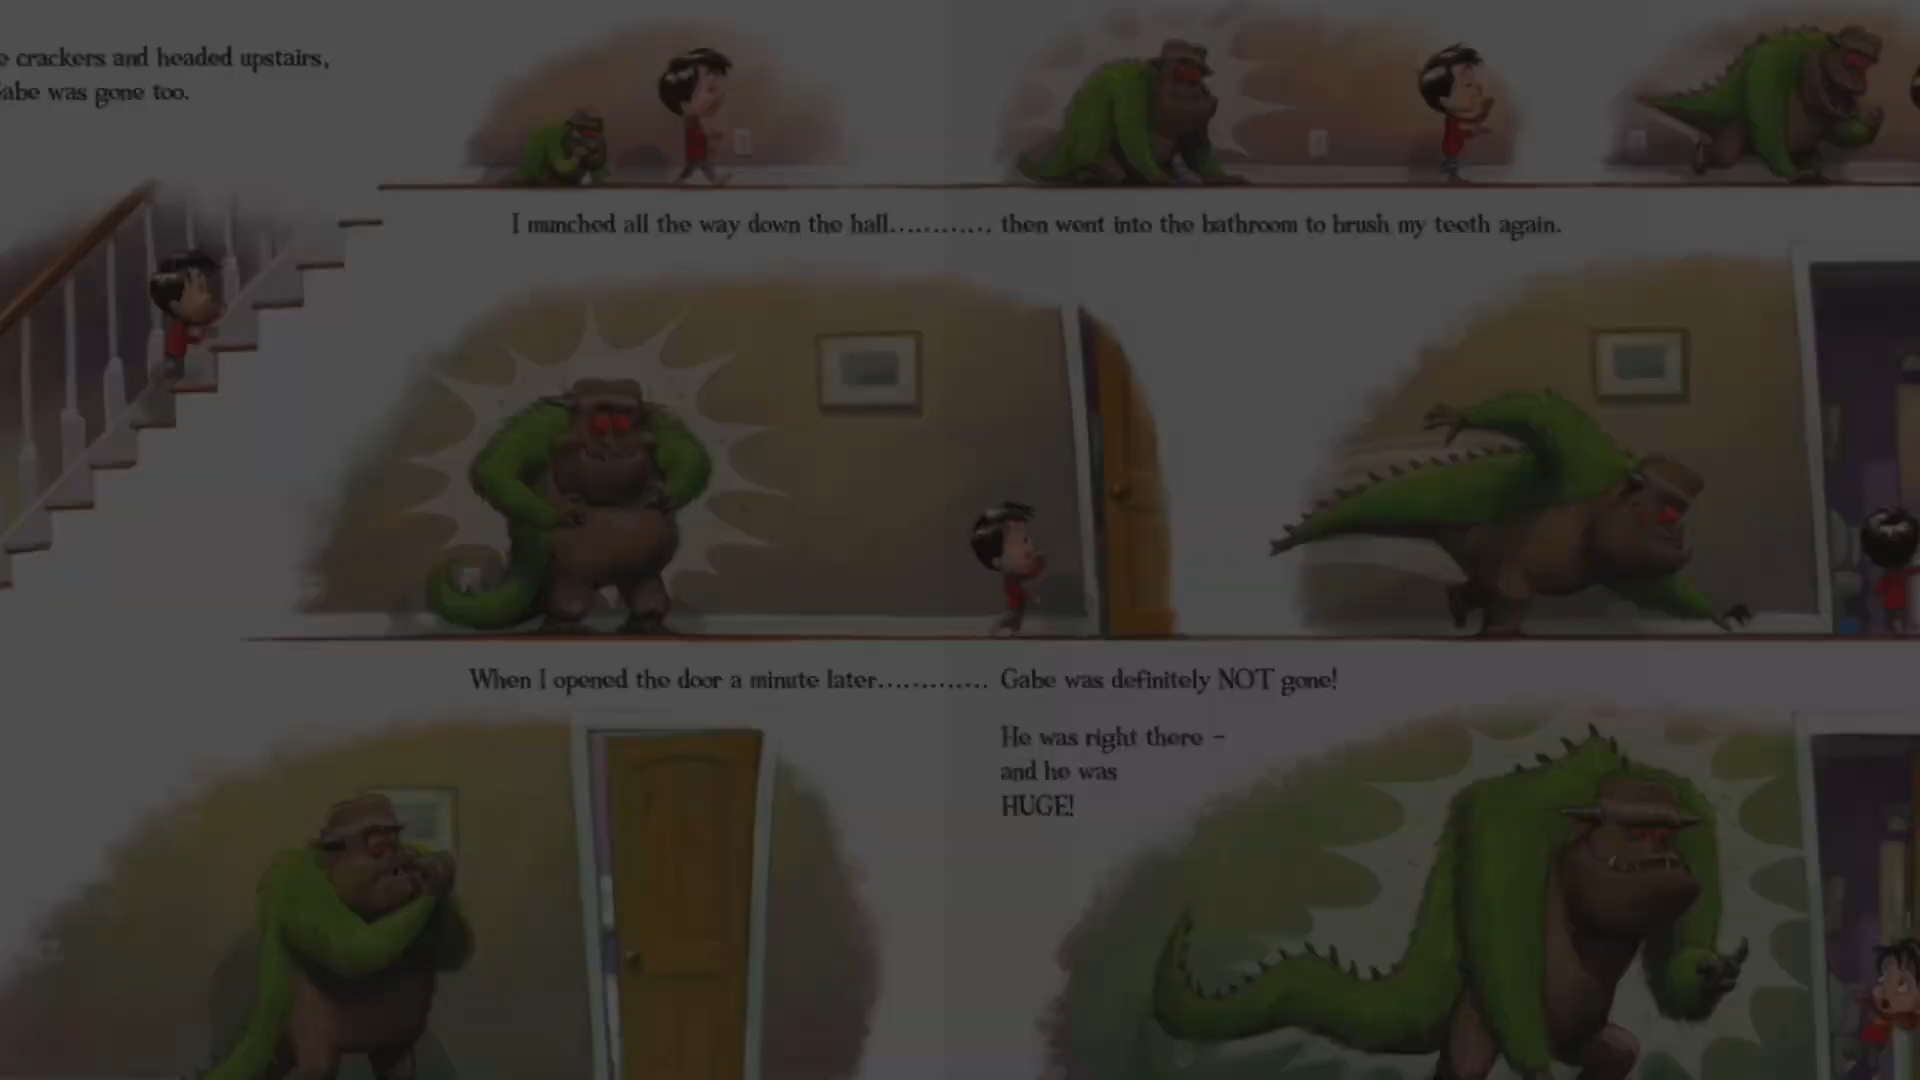 crackers and headed upstairs,
Gabe was gone too.
I munched all the way down the hall............, then went into the bathroom to brush my teeth again.
When I opened the door a minute later............. Gabe was definitely NOT gone!
He was right there –
and he was
HUGE!